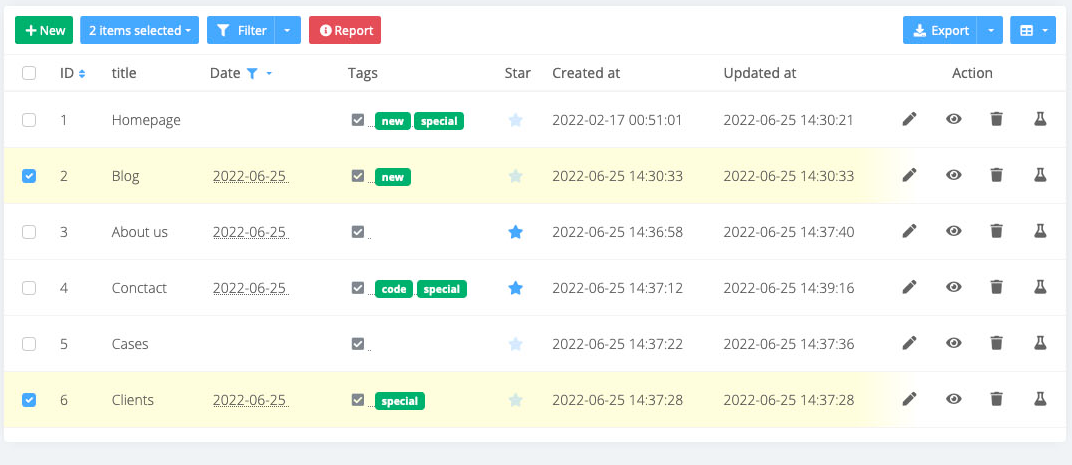 New 2 items selected Filter Report Export
ID title Date Tags Star Created at Updated at Action
1 Homepage new special 2022-02-17 00:51:01 2022-06-25 14:30:21
2 Blog 2022-06-25 new 2022-06-25 14:30:33 2022-06-25 14:30:33
3 About us 2022-06-25 2022-06-25 14:36:58 2022-06-25 14:37:40
4 Conctact 2022-06-25 code special 2022-06-25 14:37:12 2022-06-25 14:39:16
5 Cases 2022-06-25 14:37:22 2022-06-25 14:37:36
6 Clients 2022-06-25 special 2022-06-25 14:37:28 2022-06-25 14:37:28